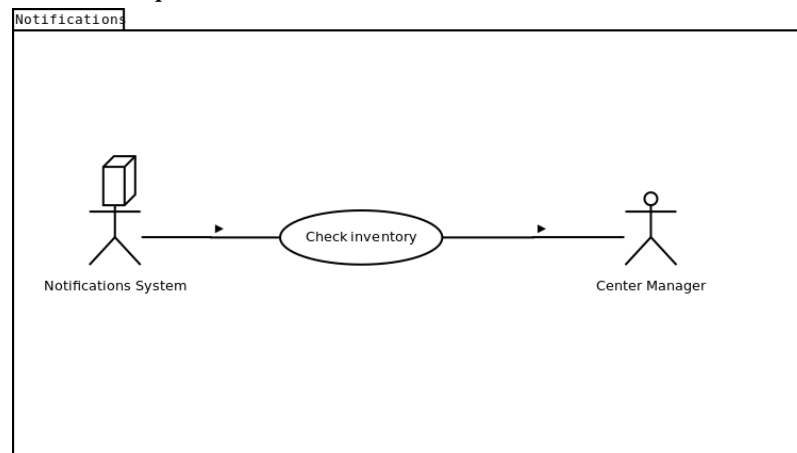 Notifications
Check inventory
Notifications System
Center Manager